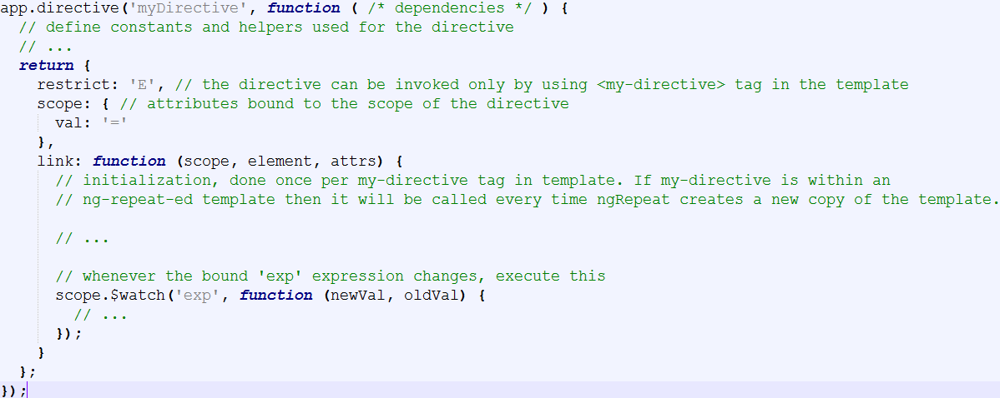 app.directive('myDirective', function ( /* dependencies */ ) {
  // define constants and helpers used for the directive
  // ...
  return {
    restrict: 'E', // the directive can be invoked only by using <my-directive> tag in the template
    scope: { // attributes bound to the scope of the directive
      val: '='
    },
    link: function (scope, element, attrs) {
      // initialization, done once per my-directive tag in template. If my-directive is within an
      // ng-repeat-ed template then it will be called every time ngRepeat creates a new copy of the template.
      // ...
      // whenever the bound 'exp' expression changes, execute this
      scope.$watch('exp', function (newVal, oldVal) {
        // ...
      });
    }
  };
});